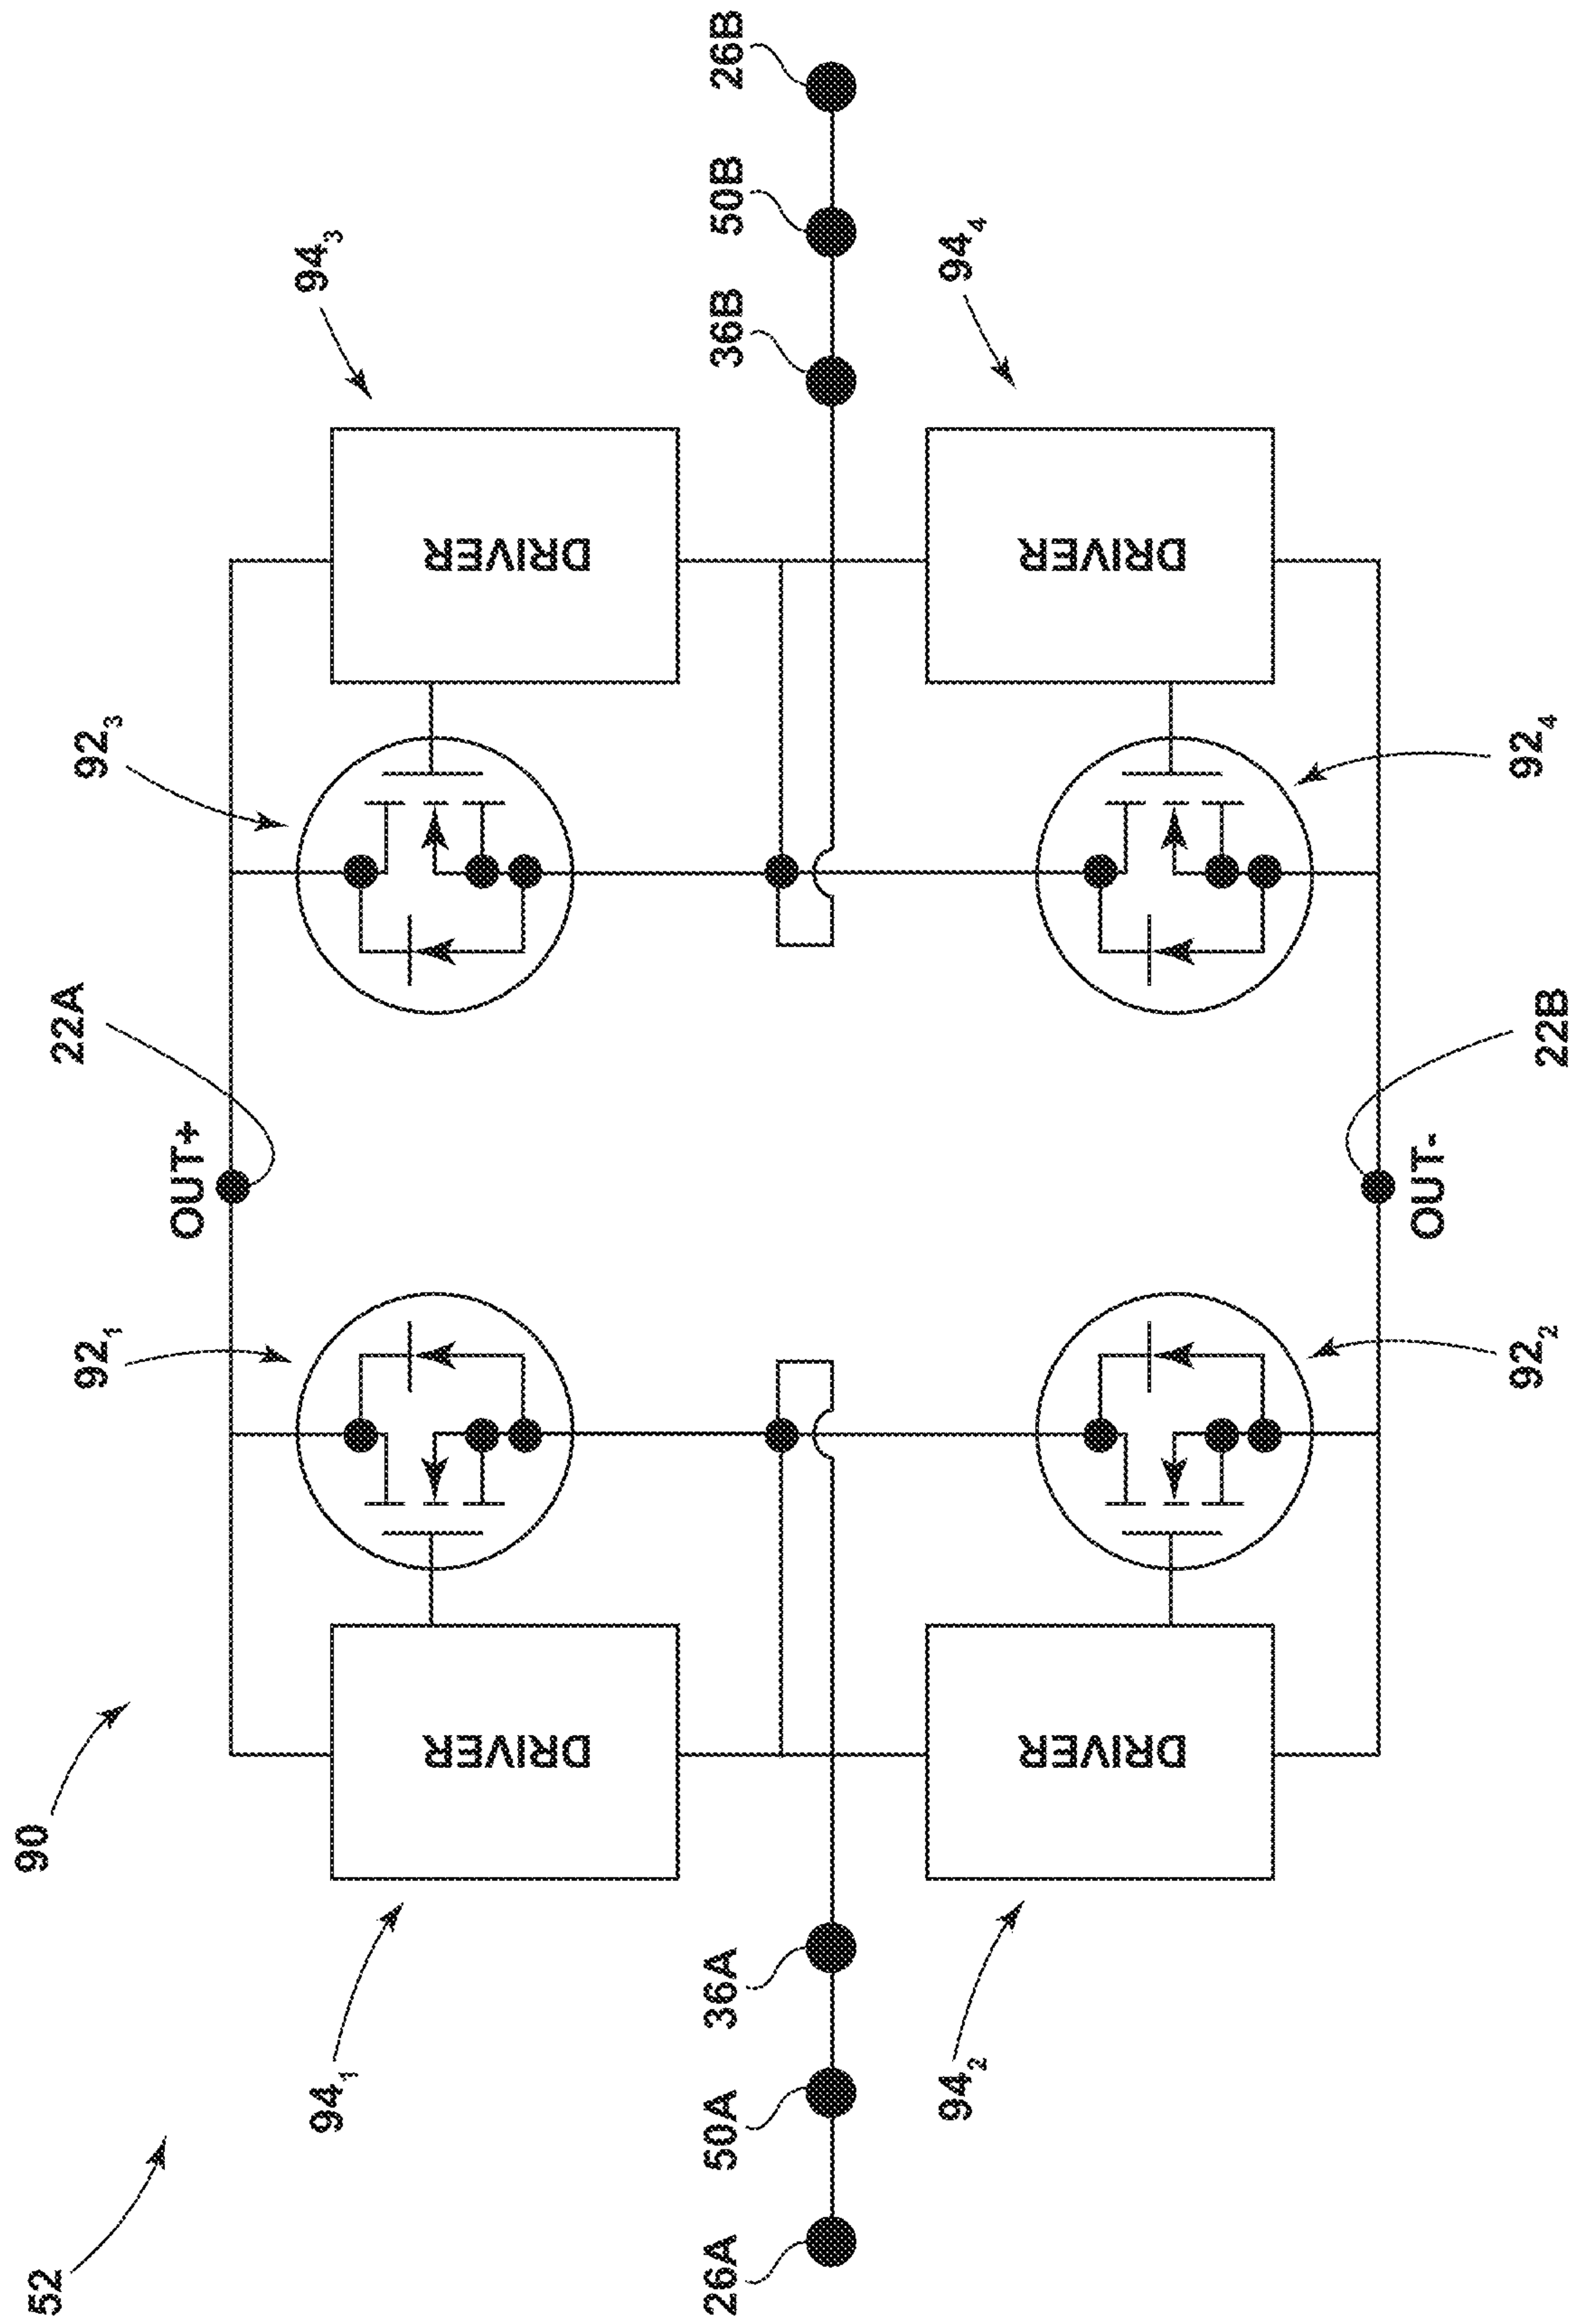 52
90
92₁
22A
92₃
OUT+
94₁
94₃
DRIVER
DRIVER
26A
50A
36A
36B
50B
26B
94₂
94₄
DRIVER
DRIVER
OUT-
92₂
22B
92₄